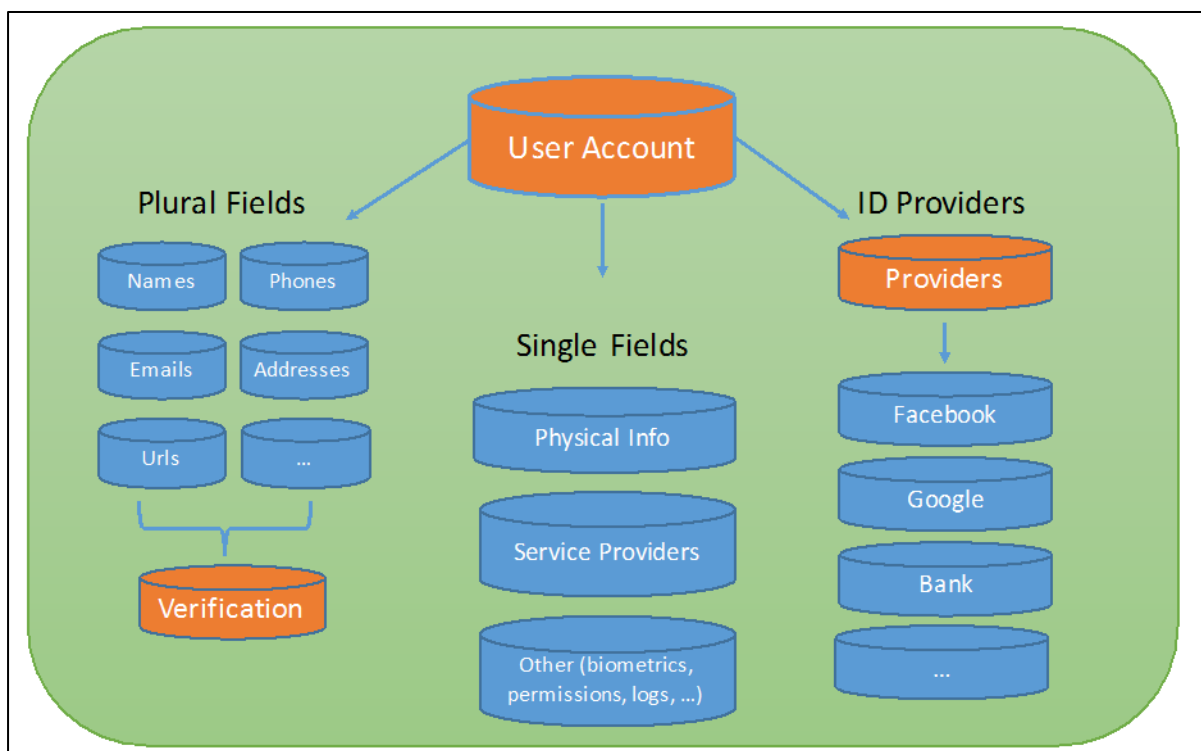 User Account
Plural Fields
ID Providers
Names
Phones
Providers
Emails
Addresses
Single Fields
Urls
...
Physical Info
Facebook
Google
Service Providers
Bank
Verification
Other (biometrics,
permissions, logs, ...)
...